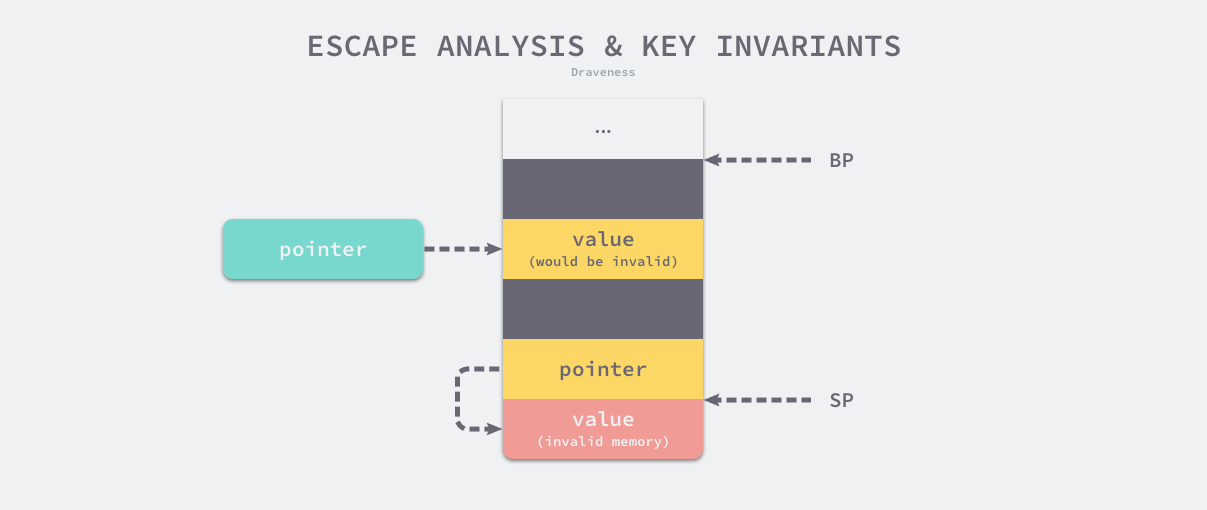 ESCAPE ANALYSIS & KEY INVARIANTS
Draveness
...
BP
pointer
value
(would be invalid)
pointer
SP
value
(invalid memory)